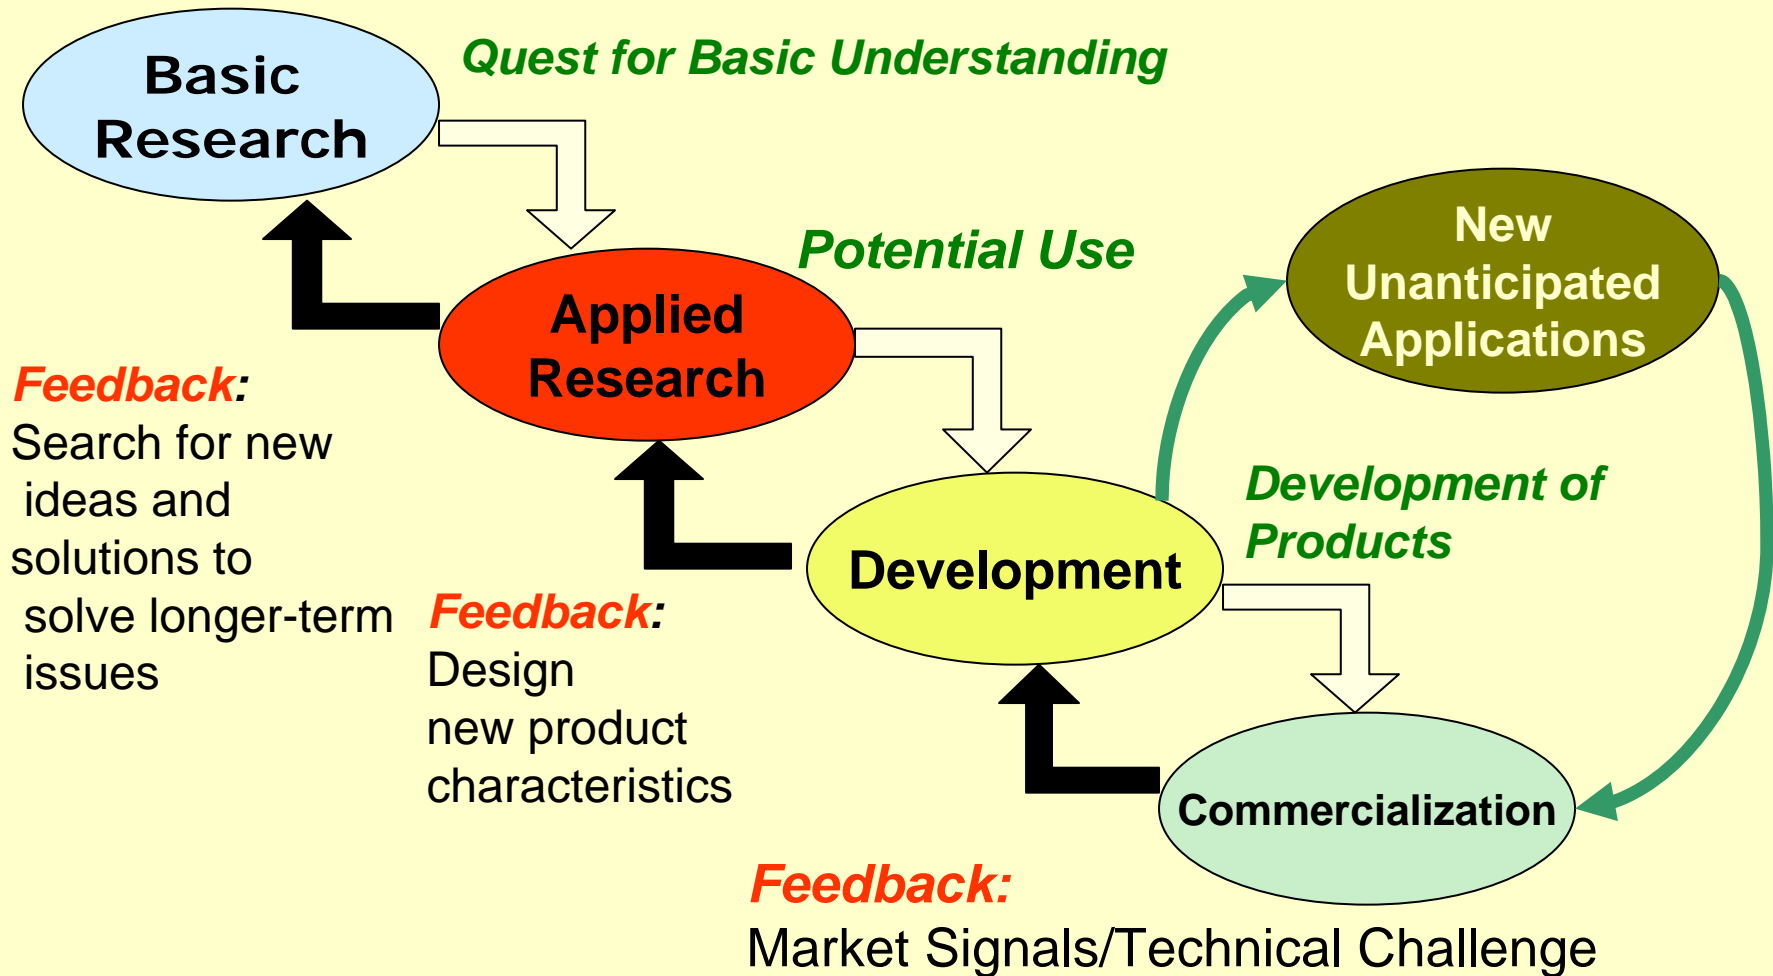 Basic
Research
Quest for Basic Understanding
Applied
Research
Potential Use
New
Unanticipated
Applications
Feedback:
Search for new
ideas and
solutions to
solve longer-term
issues
Development
Development of
Products
Feedback:
Design
new product
characteristics
Commercialization
Feedback:
Market Signals/Technical Challenge